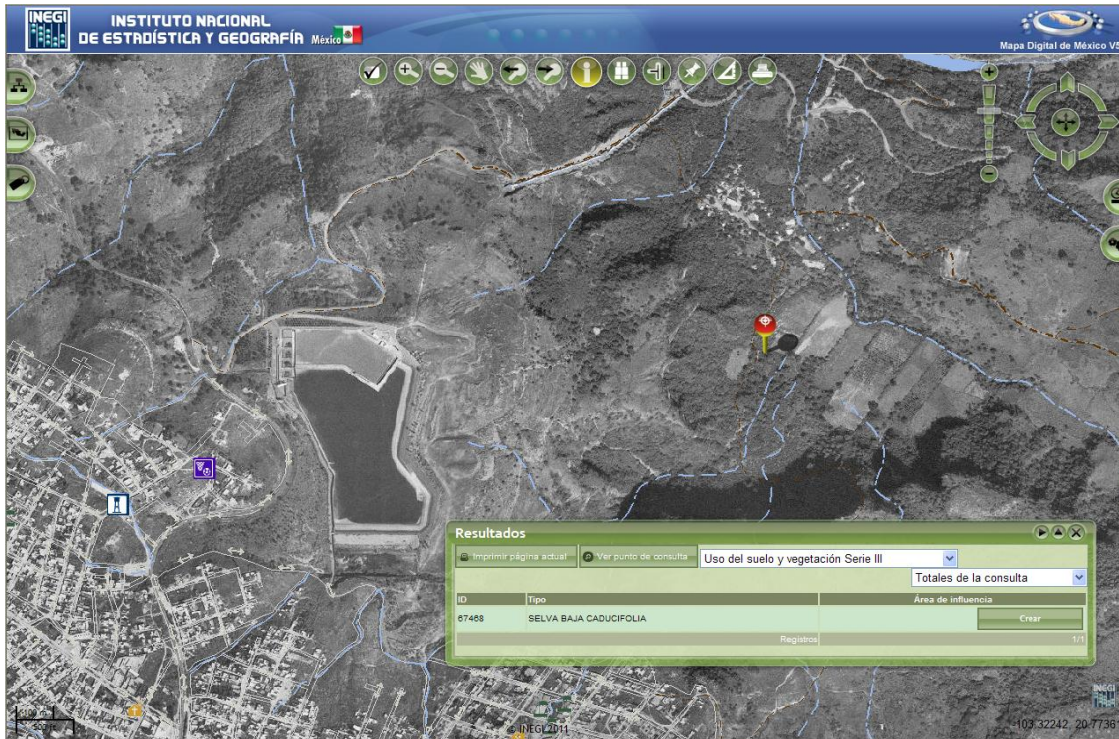 INEGI
INSTITUTO NACIONAL
DE ESTADÍSTICA Y GEOGRAFÍA México
Mapa Digital de México V5
Resultados
Imprimir página actual
Ver punto de consulta
Uso del suelo y vegetación Serie III
Totales de la consulta
ID Tipo Área de influencia
67468 SELVA BAJA CADUCIFOLIA Crear
Registros 1/1
INEGI
© INEGI 2011
-103.32242, 20.7736